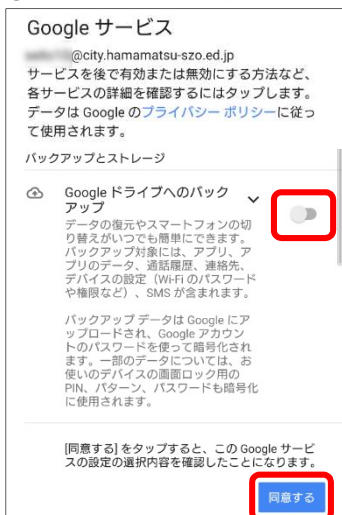 Google サービス
@city.hamamatsu-szo.ed.jp
サービスを後で有効または無効にする方法など、
各サービスの詳細を確認するにはタップします。
データは Google のプライバシー ポリシーに従っ
て使用されます。
バックアップとストレージ
Google ドライブへのバック
アップ
データの復元やスマートフォンの切
り替えがいつでも簡単にできます。
バックアップ対象には、アプリ、ア
プリのデータ、通話履歴、連絡先、
デバイスの設定（Wi-Fi のパスワード
や権限など）、SMS が含まれます。
バックアップ データは Google にア
ップロードされ、Google アカウン
トのパスワードを使って暗号化され
ます。一部のデータについては、お
使いのデバイスの画面ロック用の
PIN、パターン、パスワードも暗号化
に使用されます。
[同意する] をタップすると、この Google サービ
スの設定の選択内容を確認したことになります。
同意する